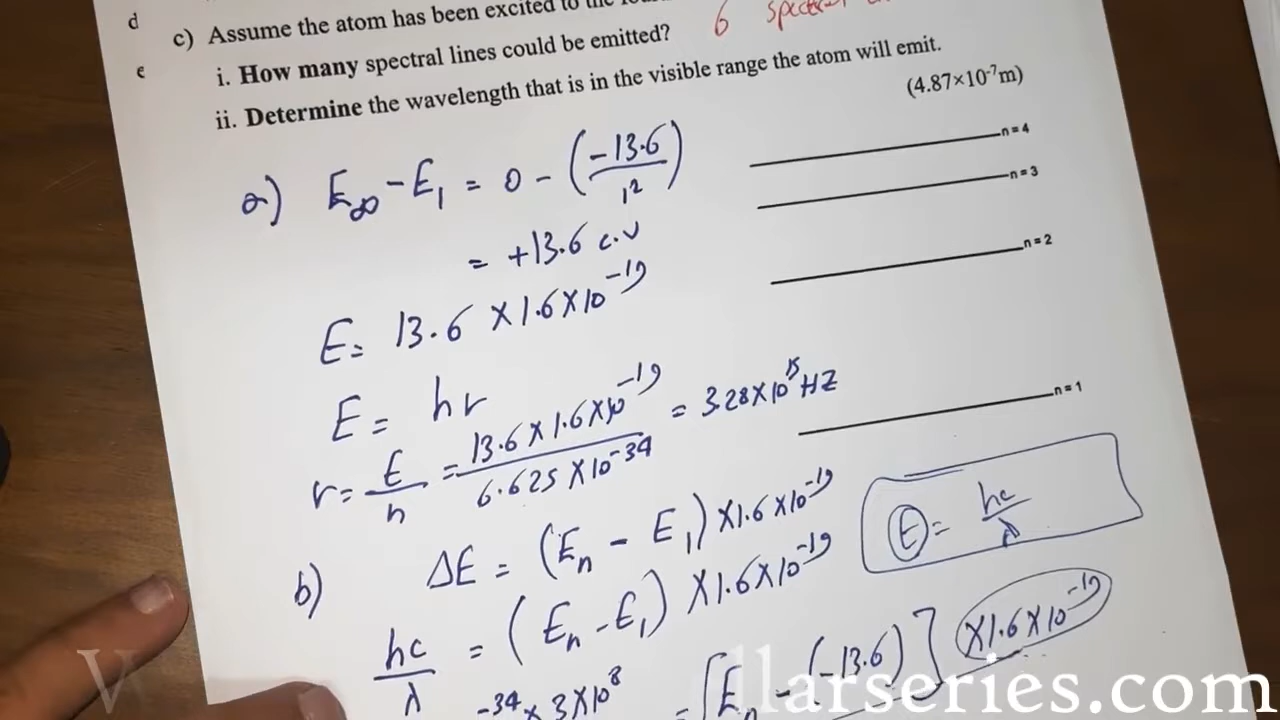 d
c) Assume the atom has been excited to the
6
e
i. How many spectral lines could be emitted?
ii. Determine the wavelength that is in the visible range the atom will emit.
(4.87×10⁻⁷m)
a) E∞ - E₁ = 0 - (-13.6/1²)
= +13.6 e.v
E = 13.6 × 1.6 × 10⁻¹⁹
E = hr
r = E/h = 13.6 × 1.6 × 10⁻¹⁹ / 6.625 × 10⁻³⁴ = 3.28 × 10¹⁵ HZ
n = 4
n = 3
n = 2
n = 1
E = hc/λ
b) ΔE = (Eₙ - E₁) × 1.6 × 10⁻¹⁹
hc/λ = (Eₙ - E₁) × 1.6 × 10⁻¹⁹
⁻³⁴ × 3 × 10⁸ = [Eₙ - (-13.6)] × 1.6 × 10⁻¹⁹
W
llarseries.com